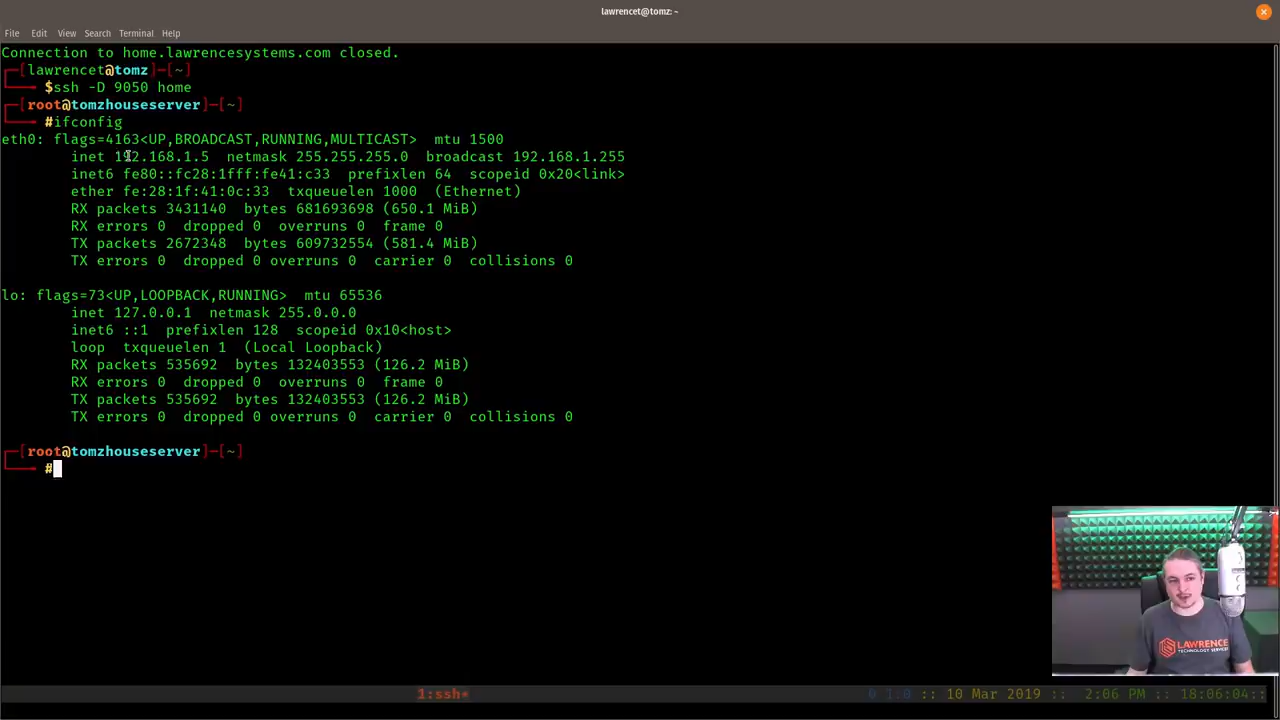 lawrencet@tomz: ~
File Edit View Search Terminal Help
Connection to home.lawrencesystems.com closed.
[lawrencet@tomz]─[~]
$ssh -D 9050 home
[root@tomzhouseserver]─[~]
#ifconfig
eth0: flags=4163<UP,BROADCAST,RUNNING,MULTICAST>  mtu 1500
inet 192.168.1.5  netmask 255.255.255.0  broadcast 192.168.1.255
inet6 fe80::fc28:1fff:fe41:c33  prefixlen 64  scopeid 0x20<link>
ether fe:28:1f:41:0c:33  txqueuelen 1000  (Ethernet)
RX packets 3431140  bytes 681693698 (650.1 MiB)
RX errors 0  dropped 0  overruns 0  frame 0
TX packets 2672348  bytes 609732554 (581.4 MiB)
TX errors 0  dropped 0 overruns 0  carrier 0  collisions 0
lo: flags=73<UP,LOOPBACK,RUNNING>  mtu 65536
inet 127.0.0.1  netmask 255.0.0.0
inet6 ::1  prefixlen 128  scopeid 0x10<host>
loop  txqueuelen 1  (Local Loopback)
RX packets 535692  bytes 132403553 (126.2 MiB)
RX errors 0  dropped 0  overruns 0  frame 0
TX packets 535692  bytes 132403553 (126.2 MiB)
TX errors 0  dropped 0 overruns 0  carrier 0  collisions 0
[root@tomzhouseserver]─[~]
#
LAWRENCE
TECHNOLOGY SERVICES
1:ssh* 0 1.0 :: 10 Mar 2019 :: 2:06 PM :: 18:06:04::